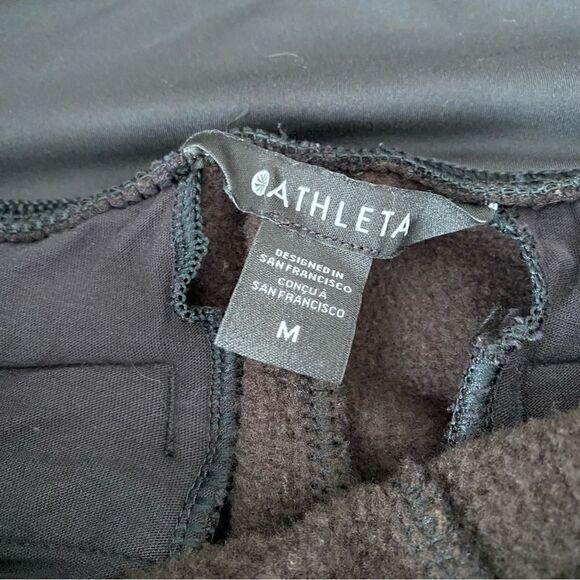 ATHLETA
DESIGNED IN
SAN FRANCISCO
CONÇU À
SAN FRANCISCO
M